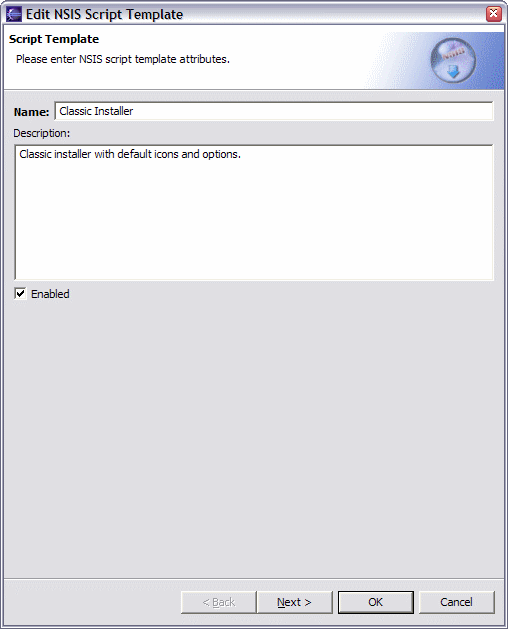 Edit NSIS Script Template
Script Template
Please enter NSIS script template attributes.
Name: Classic Installer
Description:
Classic installer with default icons and options.
Enabled
< Back Next > OK Cancel